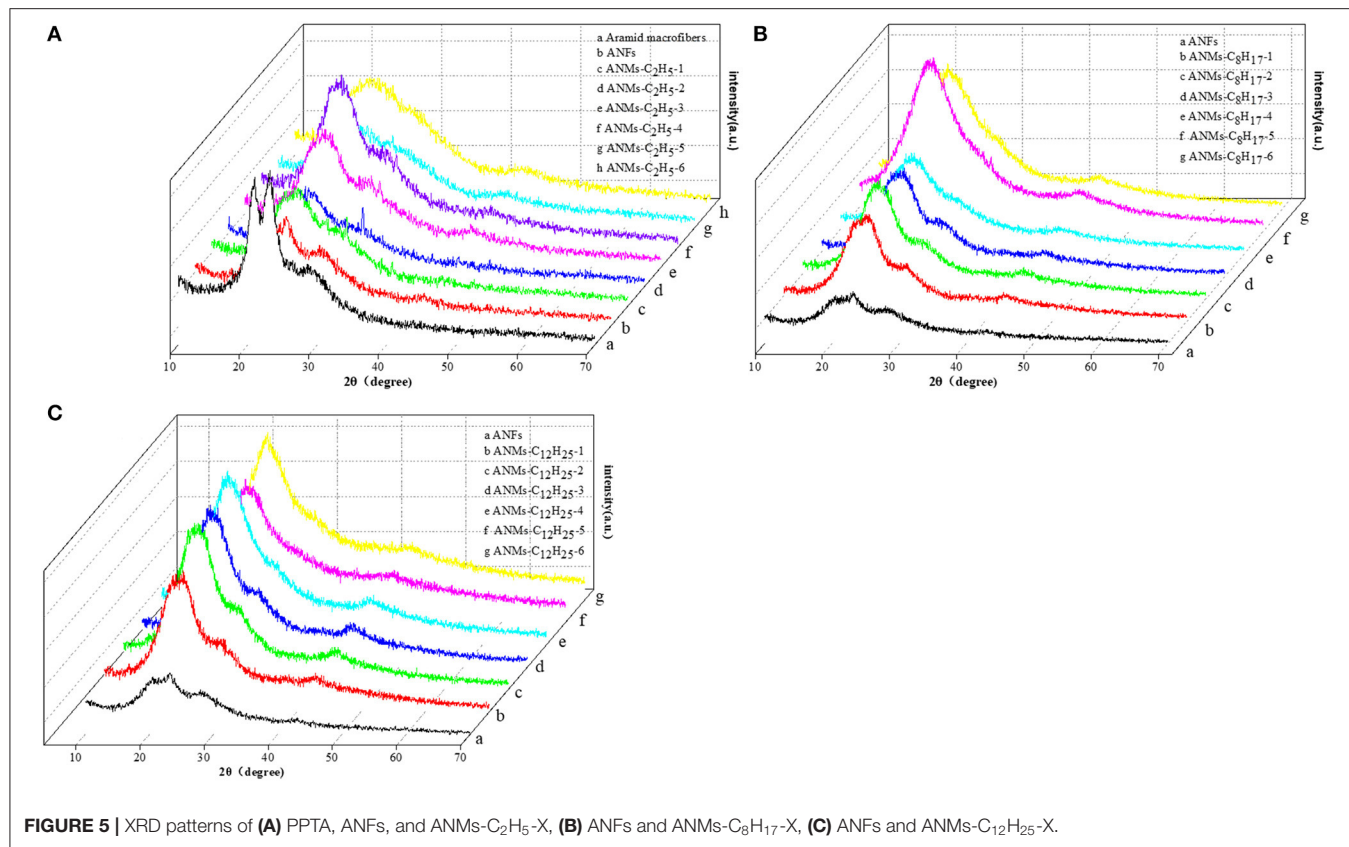 A
a Aramid macrofibers
b ANFs
c ANMs-C2H5-1
d ANMs-C2H5-2
e ANMs-C2H5-3
f ANMs-C2H5-4
g ANMs-C2H5-5
h ANMs-C2H5-6
intensity(a.u.)
h
g
f
e
d
c
b
a
10 20 30 40 50 60 70
2θ（degree）
B
a ANFs
b ANMs-C8H17-1
c ANMs-C8H17-2
d ANMs-C8H17-3
e ANMs-C8H17-4
f ANMs-C8H17-5
g ANMs-C8H17-6
intensity(a.u.)
g
f
e
d
c
b
a
10 20 30 40 50 60 70
2θ（degree）
C
a ANFs
b ANMs-C12H25-1
c ANMs-C12H25-2
d ANMs-C12H25-3
e ANMs-C12H25-4
f ANMs-C12H25-5
g ANMs-C12H25-6
intensity(a.u.)
g
f
e
d
c
b
a
10 20 30 40 50 60 70
2θ（degree）
FIGURE 5 | XRD patterns of (A) PPTA, ANFs, and ANMs-C2H5-X, (B) ANFs and ANMs-C8H17-X, (C) ANFs and ANMs-C12H25-X.